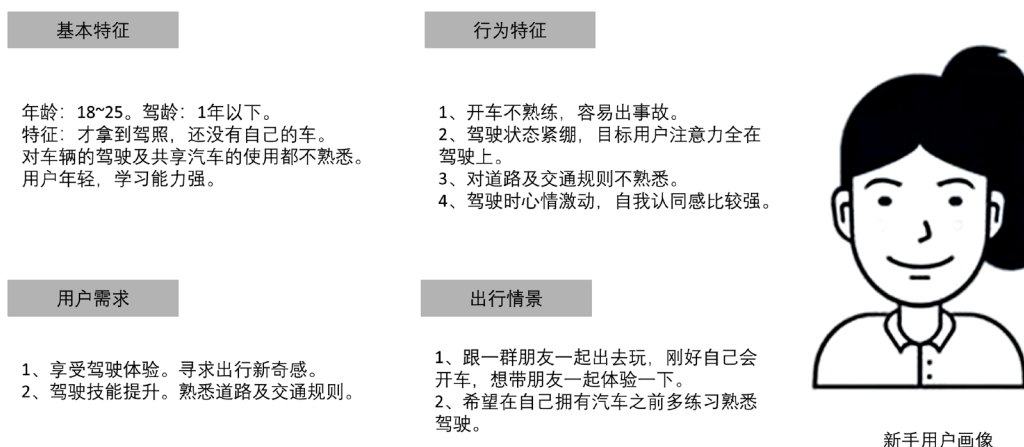 基本特征
年龄：18~25。驾龄：1年以下。
特征：才拿到驾照，还没有自己的车。
对车辆的驾驶及共享汽车的使用都不熟悉。
用户年轻，学习能力强。
行为特征
1、开车不熟练，容易出事故。
2、驾驶状态紧绷，目标用户注意力全在
驾驶上。
3、对道路及交通规则不熟悉。
4、驾驶时心情激动，自我认同感比较强。
用户需求
1、享受驾驶体验。寻求出行新奇感。
2、驾驶技能提升。熟悉道路及交通规则。
出行情景
1、跟一群朋友一起出去玩，刚好自己会
开车，想带朋友一起体验一下。
2、希望在自己拥有汽车之前多练习熟悉
驾驶。
新手用户画像